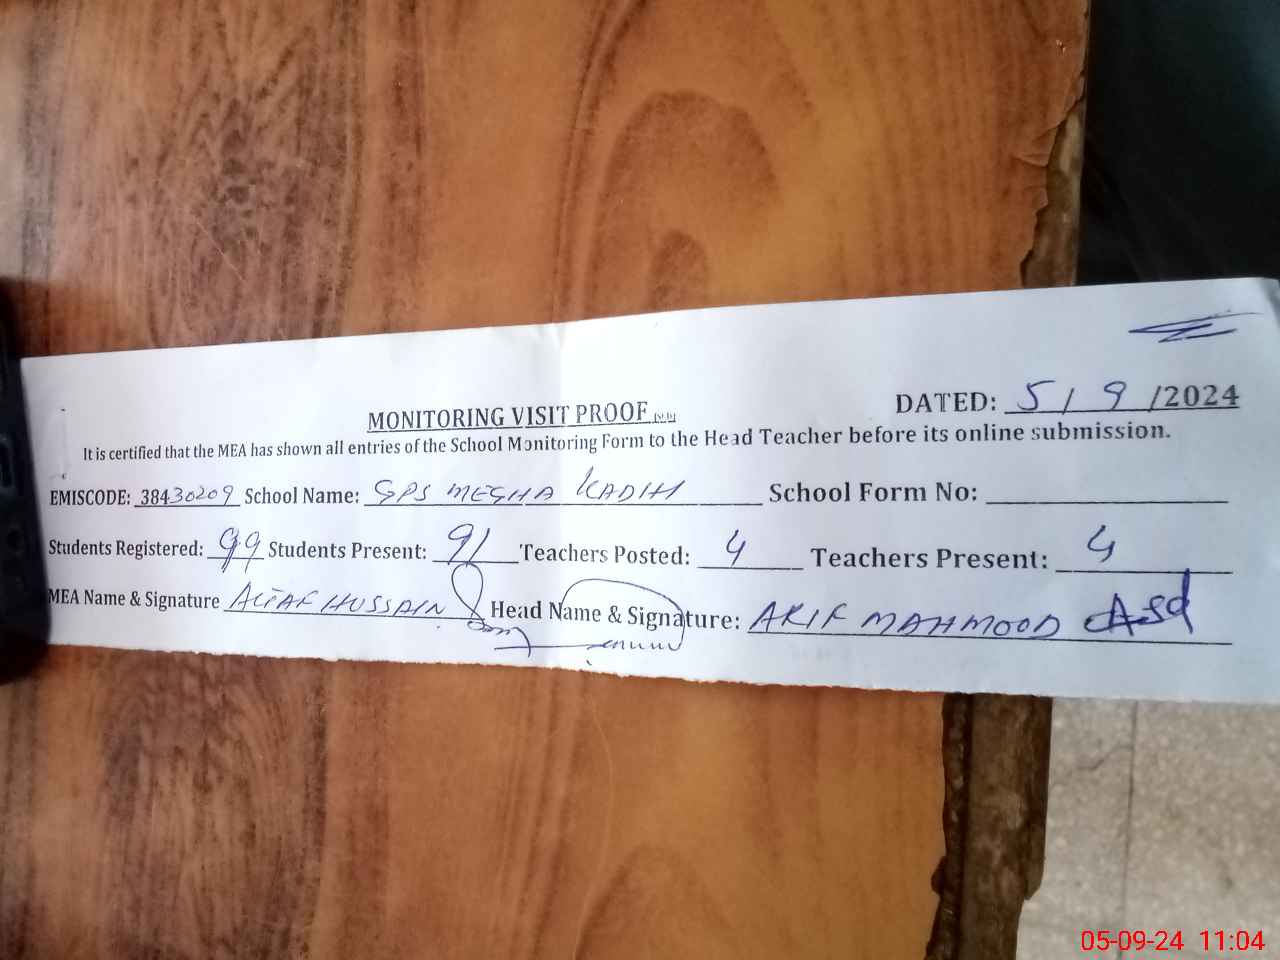 DATED: 5 / 9 /2024
MONITORING VISIT PROOF
It is certified that the MEA has shown all entries of the School Monitoring Form to the Head Teacher before its online submission.
EMISCODE: 38430209 School Name: GPS MEGHA KADIH School Form No:
Students Registered: 99 Students Present: 91 Teachers Posted: 4 Teachers Present: 4
MEA Name & Signature ALTAF HUSSAIN Head Name & Signature: ARIF MAHMOOD
05-09-24 11:04